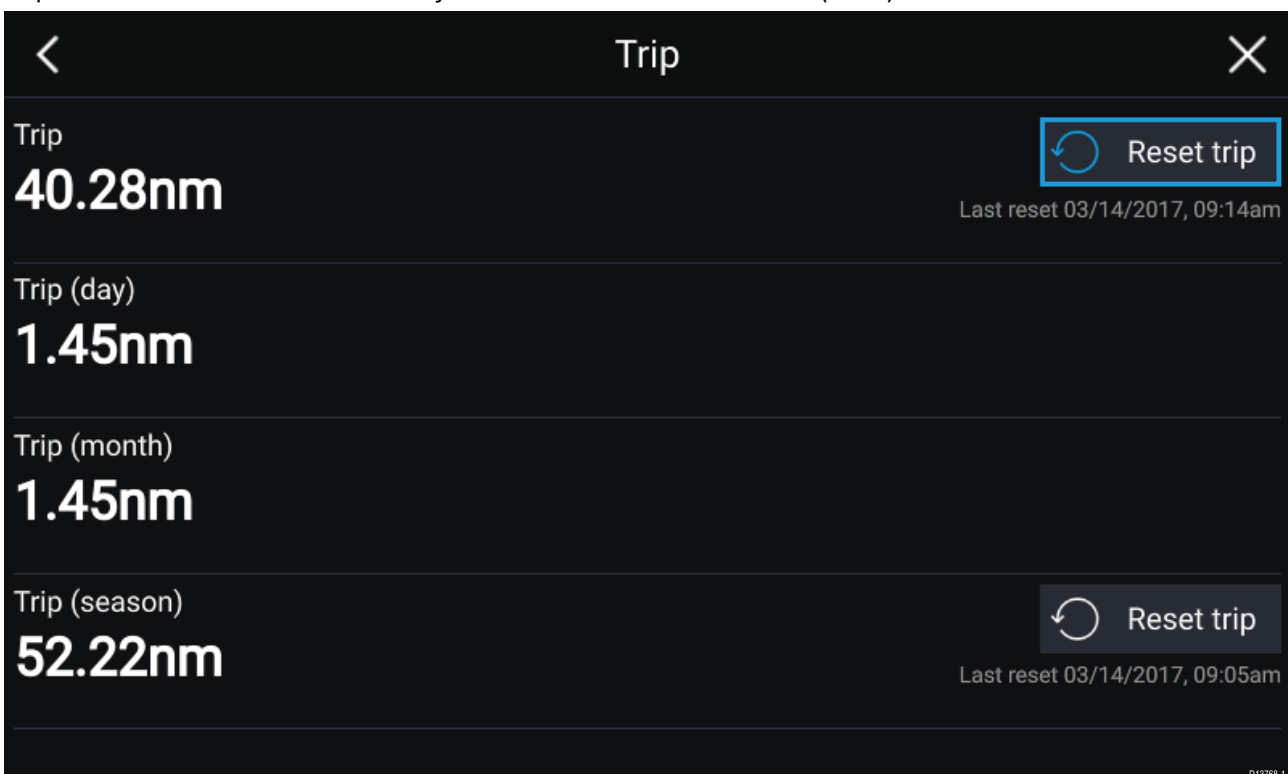 Trip
Trip
40.28nm
Reset trip
Last reset 03/14/2017, 09:14am
Trip (day)
1.45nm
Trip (month)
1.45nm
Trip (season)
52.22nm
Reset trip
Last reset 03/14/2017, 09:05am